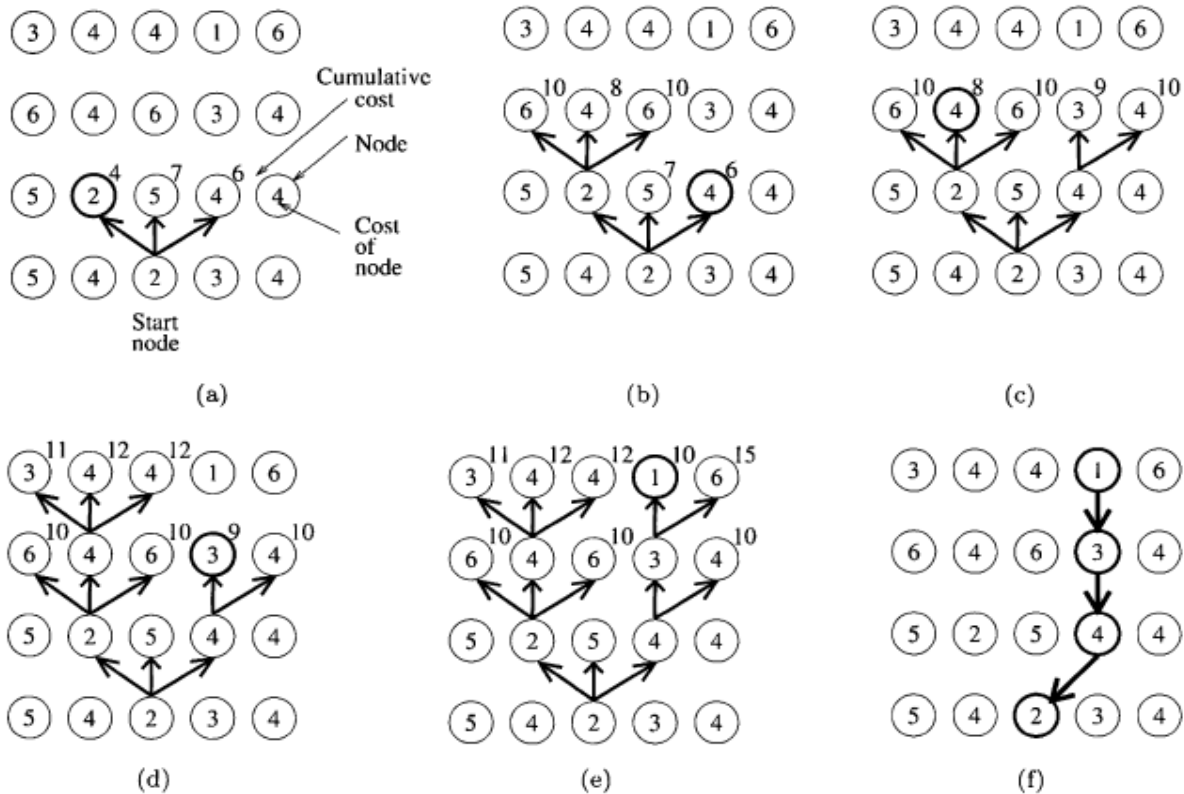 3 4 4 1 6
Cumulative
cost
6 4 6 3 4
Node
4 7 6
5 2 5 4 4
Cost
of
node
5 4 2 3 4
Start
node
(a)
3 4 4 1 6
10 8 10
6 4 6 3 4
7 6
5 2 5 4 4
5 4 2 3 4
(b)
3 4 4 1 6
10 8 10 9 10
6 4 6 3 4
5 2 5 4 4
5 4 2 3 4
(c)
11 12 12
3 4 4 1 6
10 10 9 10
6 4 6 3 4
5 2 5 4 4
5 4 2 3 4
(d)
11 12 12 10 15
3 4 4 1 6
10 10 10
6 4 6 3 4
5 2 5 4 4
5 4 2 3 4
(e)
3 4 4 1 6
6 4 6 3 4
5 2 5 4 4
5 4 2 3 4
(f)